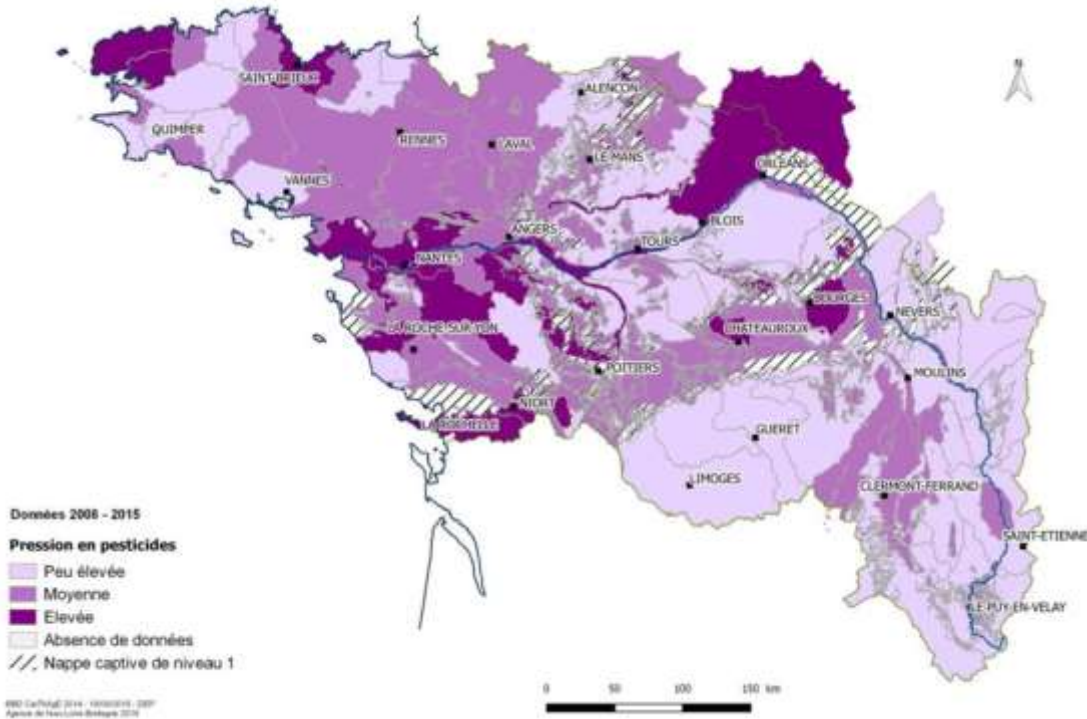 N
ALENCON
SAINT-BRIEUC
QUIMPER
RENNES
LAVAL
LE MANS
ORLEANS
VANNES
BLOIS
ANGERS
TOURS
NANTES
BOURGES
NEVERS
LA ROCHE-SUR-YON
CHATEAUROUX
POITIERS
MOULINS
NIORT
LA ROCHELLE
GUERET
LIMOGES
CLERMONT-FERRAND
SAINT-ETIENNE
LE-PUY-EN-VELAY
Données 2008 - 2015
Pression en pesticides
Peu élevée
Moyenne
Elevée
Absence de données
Nappe captive de niveau 1
0 50 100 150 km